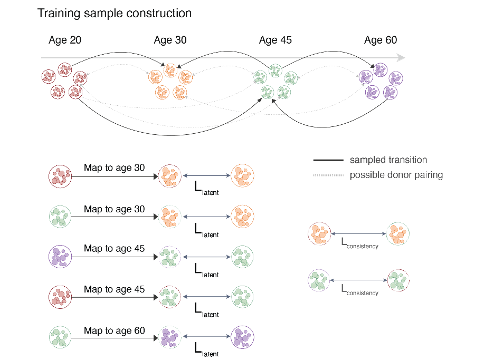 Training sample construction
Age 20 Age 30 Age 45 Age 60
sampled transition
possible donor pairing
Map to age 30
L latent
Map to age 30
L latent
Map to age 45
L latent
Map to age 45
L latent
Map to age 60
L latent
L consistency
L consistency